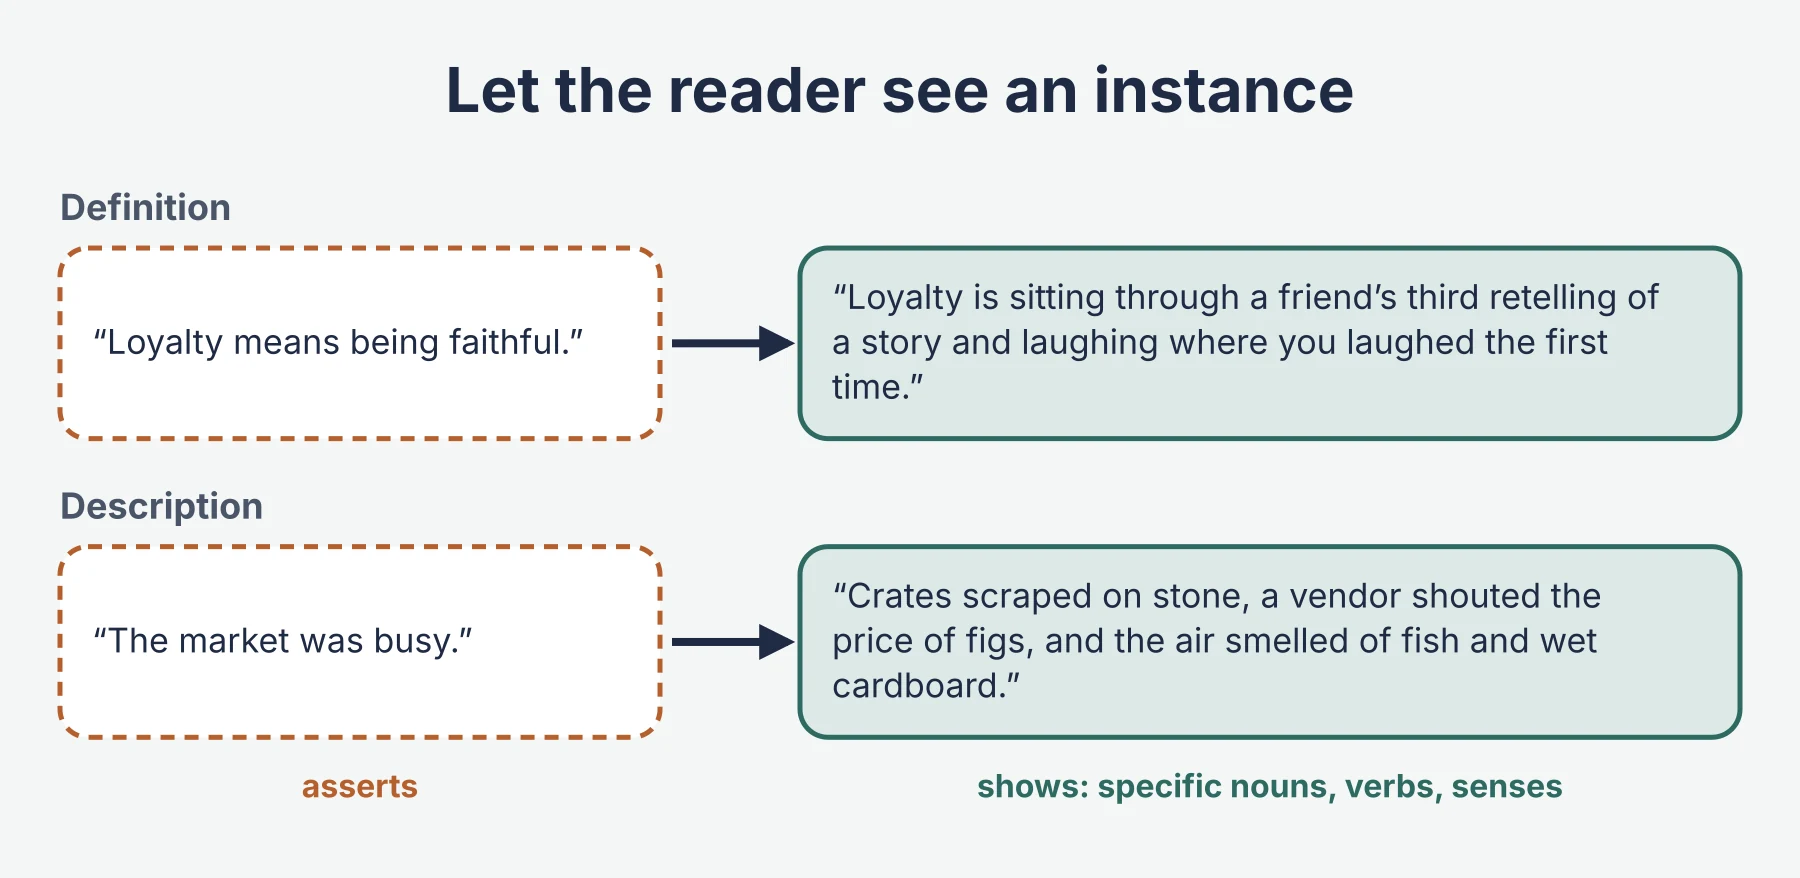 Let the reader see an instance
Definition
“Loyalty means being faithful.”
“Loyalty is sitting through a friend’s third retelling of
a story and laughing where you laughed the first
time.”
Description
“The market was busy.”
“Crates scraped on stone, a vendor shouted the
price of figs, and the air smelled of fish and wet
cardboard.”
asserts
shows: specific nouns, verbs, senses